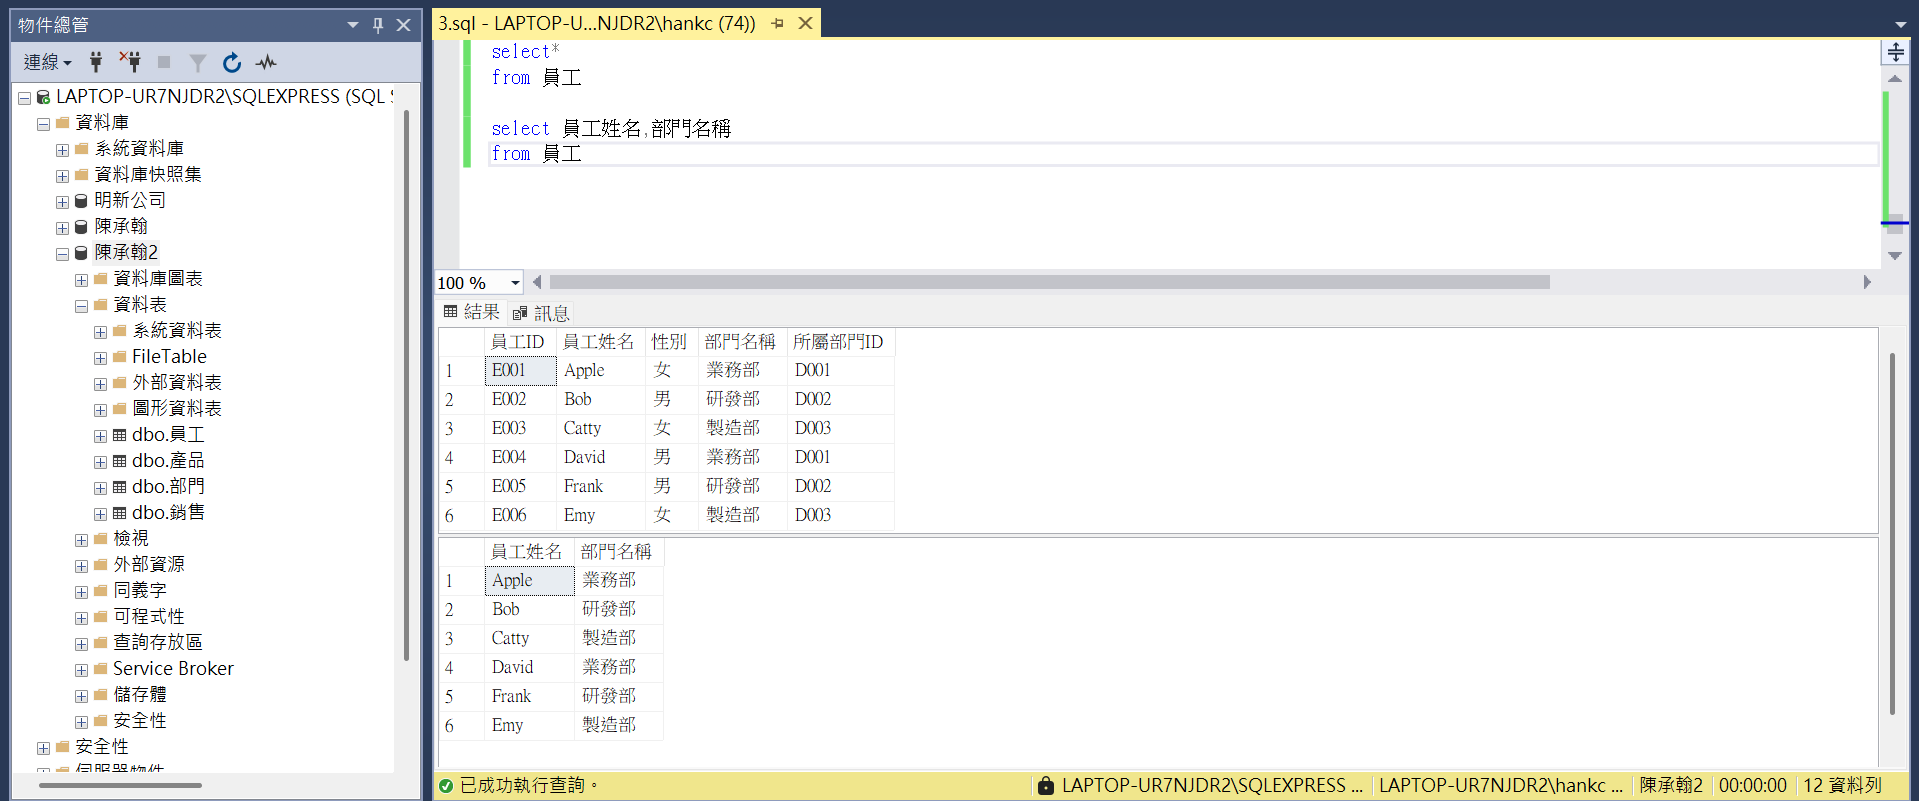 物件總管
連線
LAPTOP-UR7NJDR2\SQLEXPRESS (SQL S
資料庫
系統資料庫
資料庫快照集
明新公司
陳承翰
陳承翰2
資料庫圖表
資料表
系統資料表
FileTable
外部資料表
圖形資料表
dbo.員工
dbo.產品
dbo.部門
dbo.銷售
檢視
外部資源
同義字
可程式性
查詢存放區
Service Broker
儲存體
安全性
安全性
伺服器物件
3.sql - LAPTOP-U...NJDR2\hankc (74))
select*
from 員工
select 員工姓名,部門名稱
from 員工
100 %
結果 訊息
員工ID 員工姓名 性別 部門名稱 所屬部門ID
1 E001 Apple 女 業務部 D001
2 E002 Bob 男 研發部 D002
3 E003 Catty 女 製造部 D003
4 E004 David 男 業務部 D001
5 E005 Frank 男 研發部 D002
6 E006 Emy 女 製造部 D003
員工姓名 部門名稱
1 Apple 業務部
2 Bob 研發部
3 Catty 製造部
4 David 業務部
5 Frank 研發部
6 Emy 製造部
已成功執行查詢。 LAPTOP-UR7NJDR2\SQLEXPRESS ... LAPTOP-UR7NJDR2\hankc ... 陳承翰2 00:00:00 12 資料列